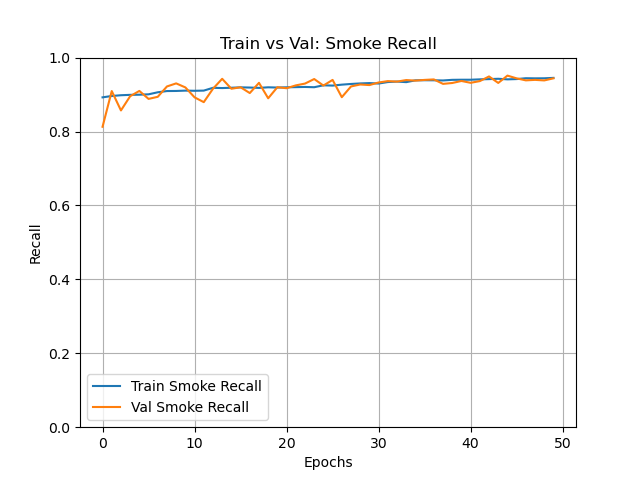 Train vs Val: Smoke Recall
1.0
0.8
0.6
0.4
0.2
0.0
Recall
Train Smoke Recall
Val Smoke Recall
0 10 20 30 40 50
Epochs